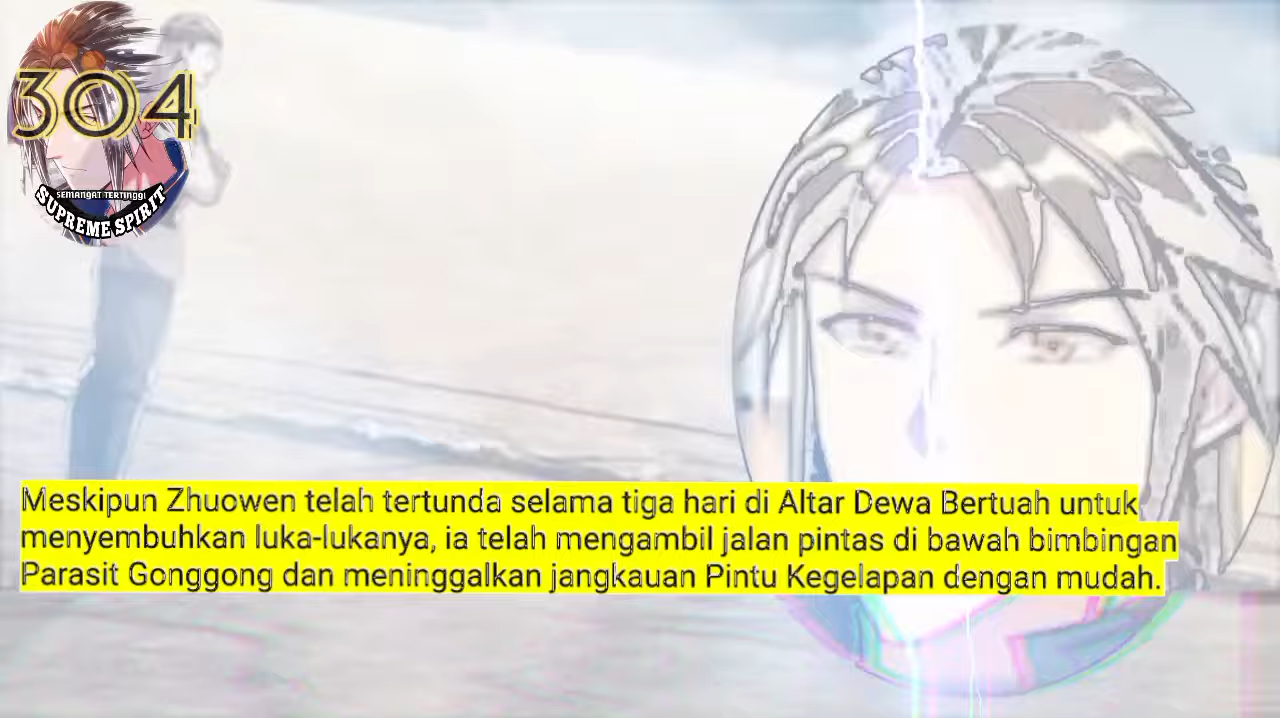 304
SEMANGAT TERTINGGI
SUPREME SPIRIT
Meskipun Zhuowen telah tertunda selama tiga hari di Altar Dewa Bertuah untuk
menyembuhkan luka-lukanya, ia telah mengambil jalan pintas di bawah bimbingan
Parasit Gonggong dan meninggalkan jangkauan Pintu Kegelapan dengan mudah.